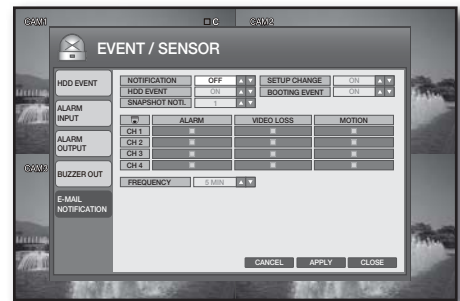 CAM1 C CAM2
EVENT / SENSOR
HDD EVENT
ALARM
INPUT
ALARM
OUTPUT
BUZZER OUT
E-MAIL
NOTIFICATION
NOTIFICATION OFF SETUP CHANGE ON
HDD EVENT ON BOOTING EVENT ON
SNAPSHOT NOTI. 1
ALARM VIDEO LOSS MOTION
CH 1
CH 2
CH 3
CH 4
FREQUENCY 5 MIN
CAM3
CANCEL APPLY CLOSE